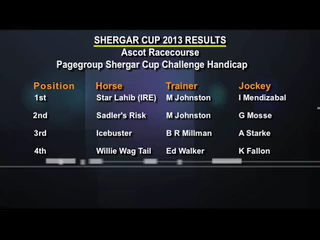 SHERGAR CUP 2013 RESULTS
Ascot Racecourse
Pagegroup Shergar Cup Challenge Handicap
Position Horse Trainer Jockey
1st Star Lahib (IRE) M Johnston I Mendizabal
2nd Sadler's Risk M Johnston G Mosse
3rd Icebuster B R Millman A Starke
4th Willie Wag Tail Ed Walker K Fallon